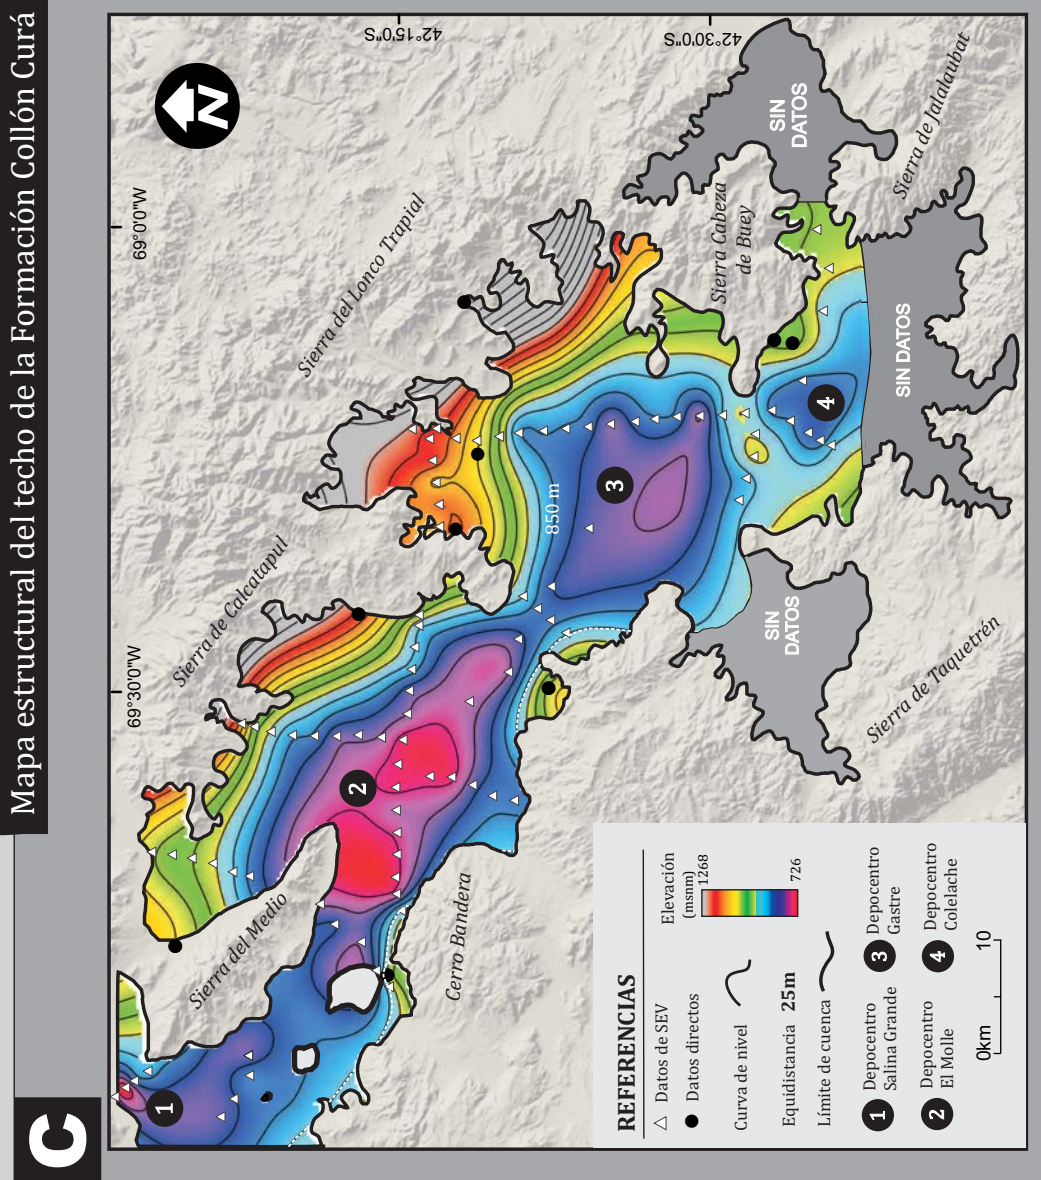 C
Mapa estructural del techo de la Formación Collón Curá
69°30'0"W
69°0'0"W
42°15'0"S
42°30'0"S
N
Sierra del Medio
Sierra de Calcatapul
Sierra del Lonco Trapial
Sierra Cabeza
de Buey
Sierra de Jalalaubat
Sierra de Taquetrén
Cerro Bandera
850 m
1
2
3
4
SIN
DATOS
SIN DATOS
SIN
DATOS
REFERENCIAS
Datos de SEV
Datos directos
Curva de nivel
Equidistancia 25m
Límite de cuenca
Elevación
(msnm)
1268
726
1 Depocentro
Salina Grande
2 Depocentro
El Molle
3 Depocentro
Gastre
4 Depocentro
Colelache
0km
10